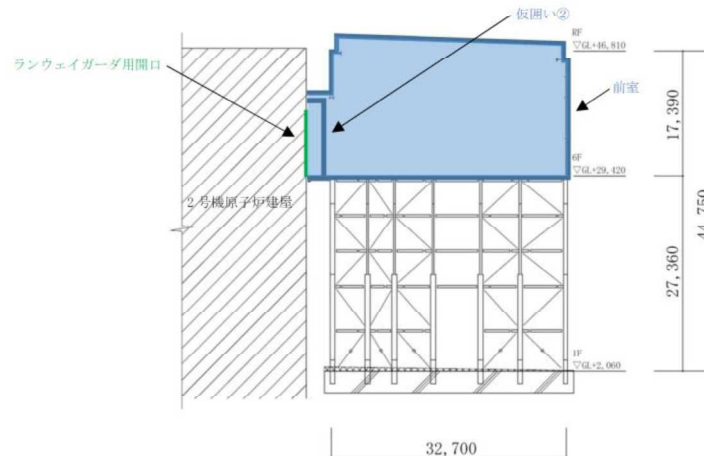 仮囲い②
RF
▽GL+46,810
ランウェイガーダ用開口
前室
17,390
6F
▽GL+29,420
2号機原子炉建屋
44,750
27,360
1F
▽GL+2,060
32,700